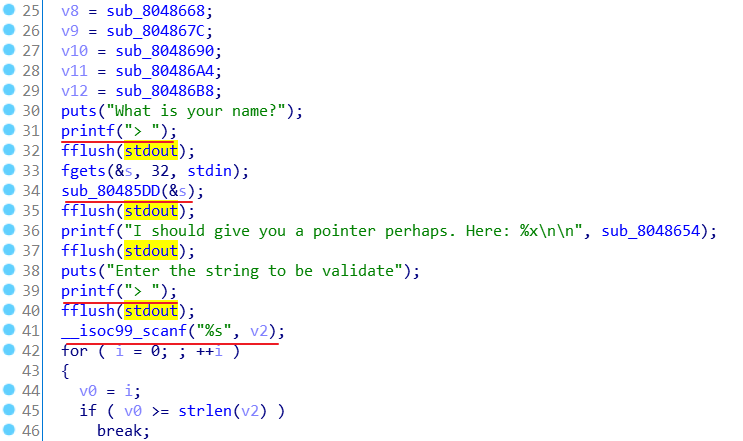 25 v8 = sub_8048668;
26 v9 = sub_804867C;
27 v10 = sub_8048690;
28 v11 = sub_80486A4;
29 v12 = sub_80486B8;
30 puts("What is your name?");
31 printf("> ");
32 fflush(stdout);
33 fgets(&s, 32, stdin);
34 sub_80485DD(&s);
35 fflush(stdout);
36 printf("I should give you a pointer perhaps. Here: %x\n\n", sub_8048654);
37 fflush(stdout);
38 puts("Enter the string to be validate");
39 printf("> ");
40 fflush(stdout);
41 __isoc99_scanf("%s", v2);
42 for ( i = 0; ; ++i )
43 {
44 v0 = i;
45 if ( v0 >= strlen(v2) )
46 break;